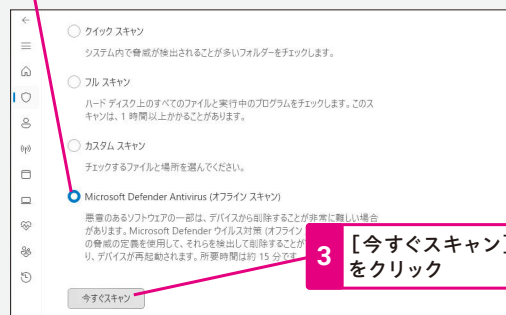 クイック スキャン
システム内で脅威が検出されることが多いフォルダーをチェックします。
フル スキャン
ハード ディスク上のすべてのファイルと実行中のプログラムをチェックします。このス
キャンは、1 時間以上かかることがあります。
カスタム スキャン
チェックするファイルと場所を選んでください。
Microsoft Defender Antivirus (オフライン スキャン)
悪意のあるソフトウェアの一部は、デバイスから削除することが非常に難しい場合
があります。Microsoft Defender ウイルス対策 (オフライン
の脅威の定義を使用して、それらを検出して削除することが
り、デバイスが再起動されます。所要時間は約 15 分です
今すぐスキャン
3 [今すぐスキャン]
をクリック